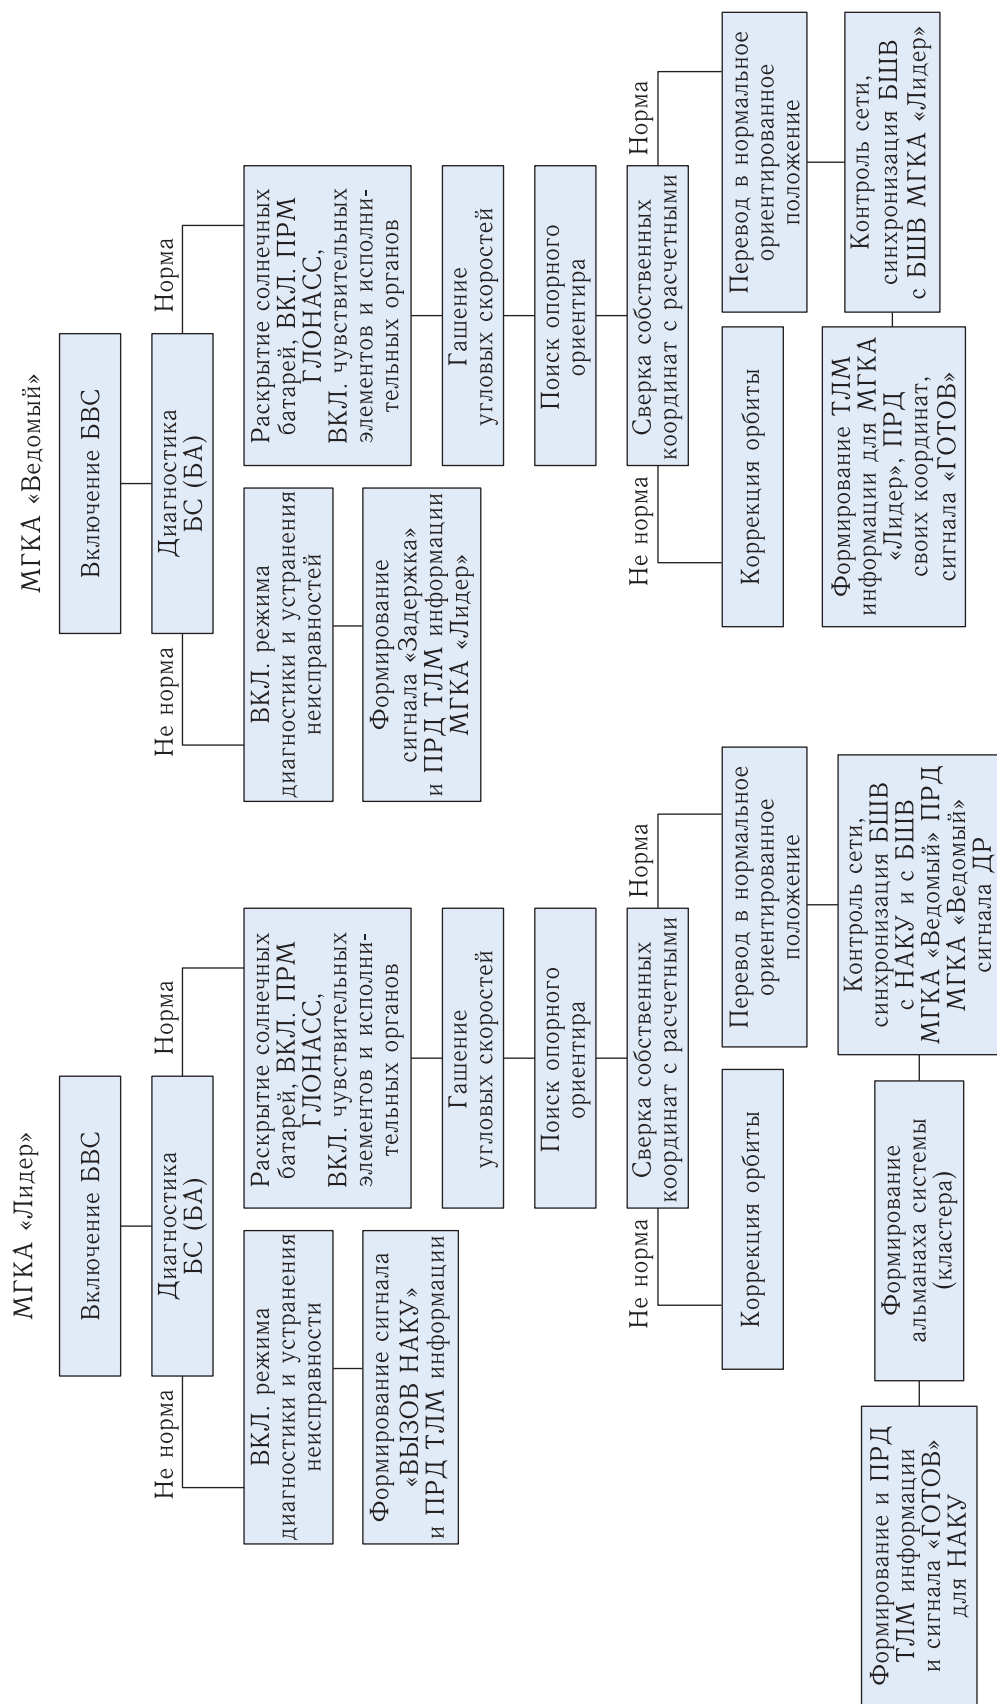 МГКА «Лидер»
Включение БВС
Диагностика
БС (БА)
Не норма
Норма
ВКЛ. режима
диагностики и устранения
неисправности
Формирование сигнала
«ВЫЗОВ НАКУ»
и ПРД ТЛМ информации
Раскрытие солнечных
батарей, ВКЛ. ПРМ
ГЛОНАСС,
ВКЛ. чувствительных
элементов и исполни-
тельных органов
Гашение
угловых скоростей
Поиск опорного
ориентира
Сверка собственных
координат с расчетными
Не норма
Норма
Коррекция орбиты
Перевод в нормальное
ориентированное
положение
Формирование и ПРД
ТЛМ информации
и сигнала «ГОТОВ»
для НАКУ
Формирование
альманаха системы
(кластера)
Контроль сети,
синхронизация БШВ
с НАКУ и с БШВ
МГКА «Ведомый» ПРД
МГКА «Ведомый»
сигнала ДР
МГКА «Ведомый»
Включение БВС
Диагностика
БС (БА)
Не норма
Норма
ВКЛ. режима
диагностики и устранения
неисправностей
Формирование
сигнала «Задержка»
и ПРД ТЛМ информации
МГКА «Лидер»
Раскрытие солнечных
батарей, ВКЛ. ПРМ
ГЛОНАСС,
ВКЛ. чувствительных
элементов и исполни-
тельных органов
Гашение
угловых скоростей
Поиск опорного
ориентира
Сверка собственных
координат с расчетными
Не норма
Норма
Коррекция орбиты
Перевод в нормальное
ориентированное
положение
Формирование ТЛМ
информации для МГКА
«Лидер», ПРД
своих координат,
сигнала «ГОТОВ»
Контроль сети,
синхронизация БШВ
с БШВ МГКА «Лидер»